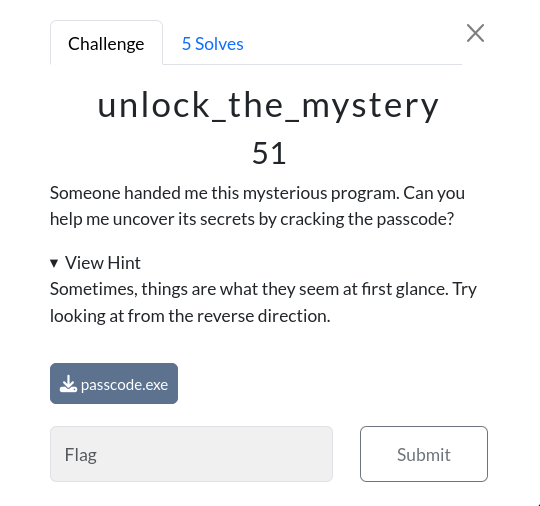 Challenge
5 Solves
unlock_the_mystery
51
Someone handed me this mysterious program. Can you
help me uncover its secrets by cracking the passcode?
View Hint
Sometimes, things are what they seem at first glance. Try
looking at from the reverse direction.
passcode.exe
Flag
Submit